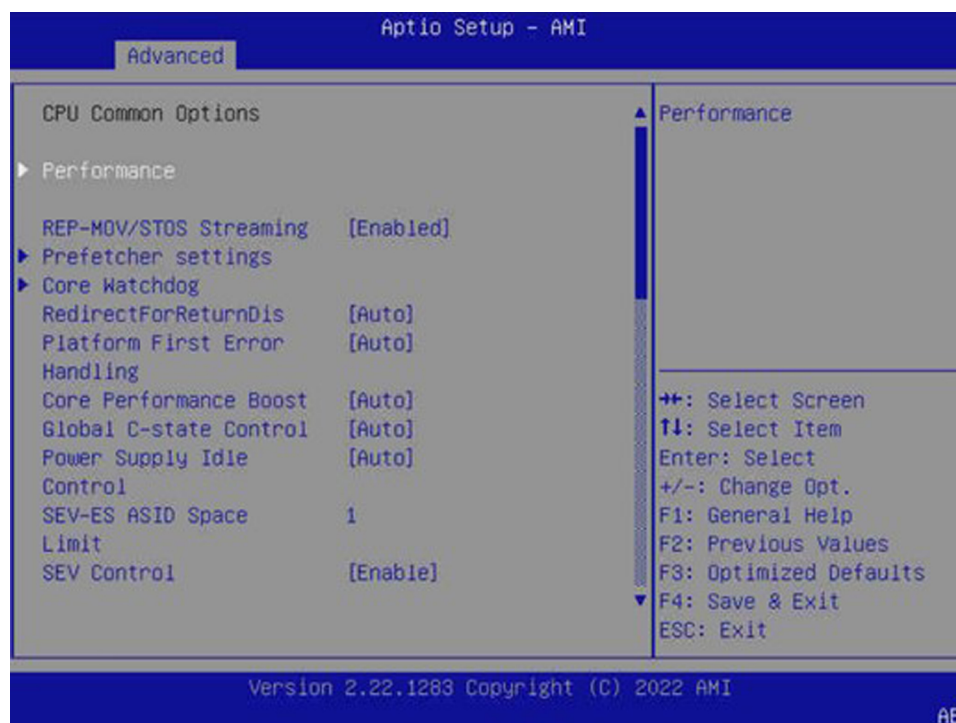 Aptio Setup - AMI
Advanced
CPU Common Options
Performance
REP-MOV/STOS Streaming [Enabled]
Prefetcher settings
Core Watchdog
RedirectForReturnDis [Auto]
Platform First Error [Auto]
Handling
Core Performance Boost [Auto]
Global C-state Control [Auto]
Power Supply Idle [Auto]
Control
SEV-ES ASID Space 1
Limit
SEV Control [Enable]
Performance
→←: Select Screen
↑↓: Select Item
Enter: Select
+/-: Change Opt.
F1: General Help
F2: Previous Values
F3: Optimized Defaults
F4: Save & Exit
ESC: Exit
Version 2.22.1283 Copyright (C) 2022 AMI